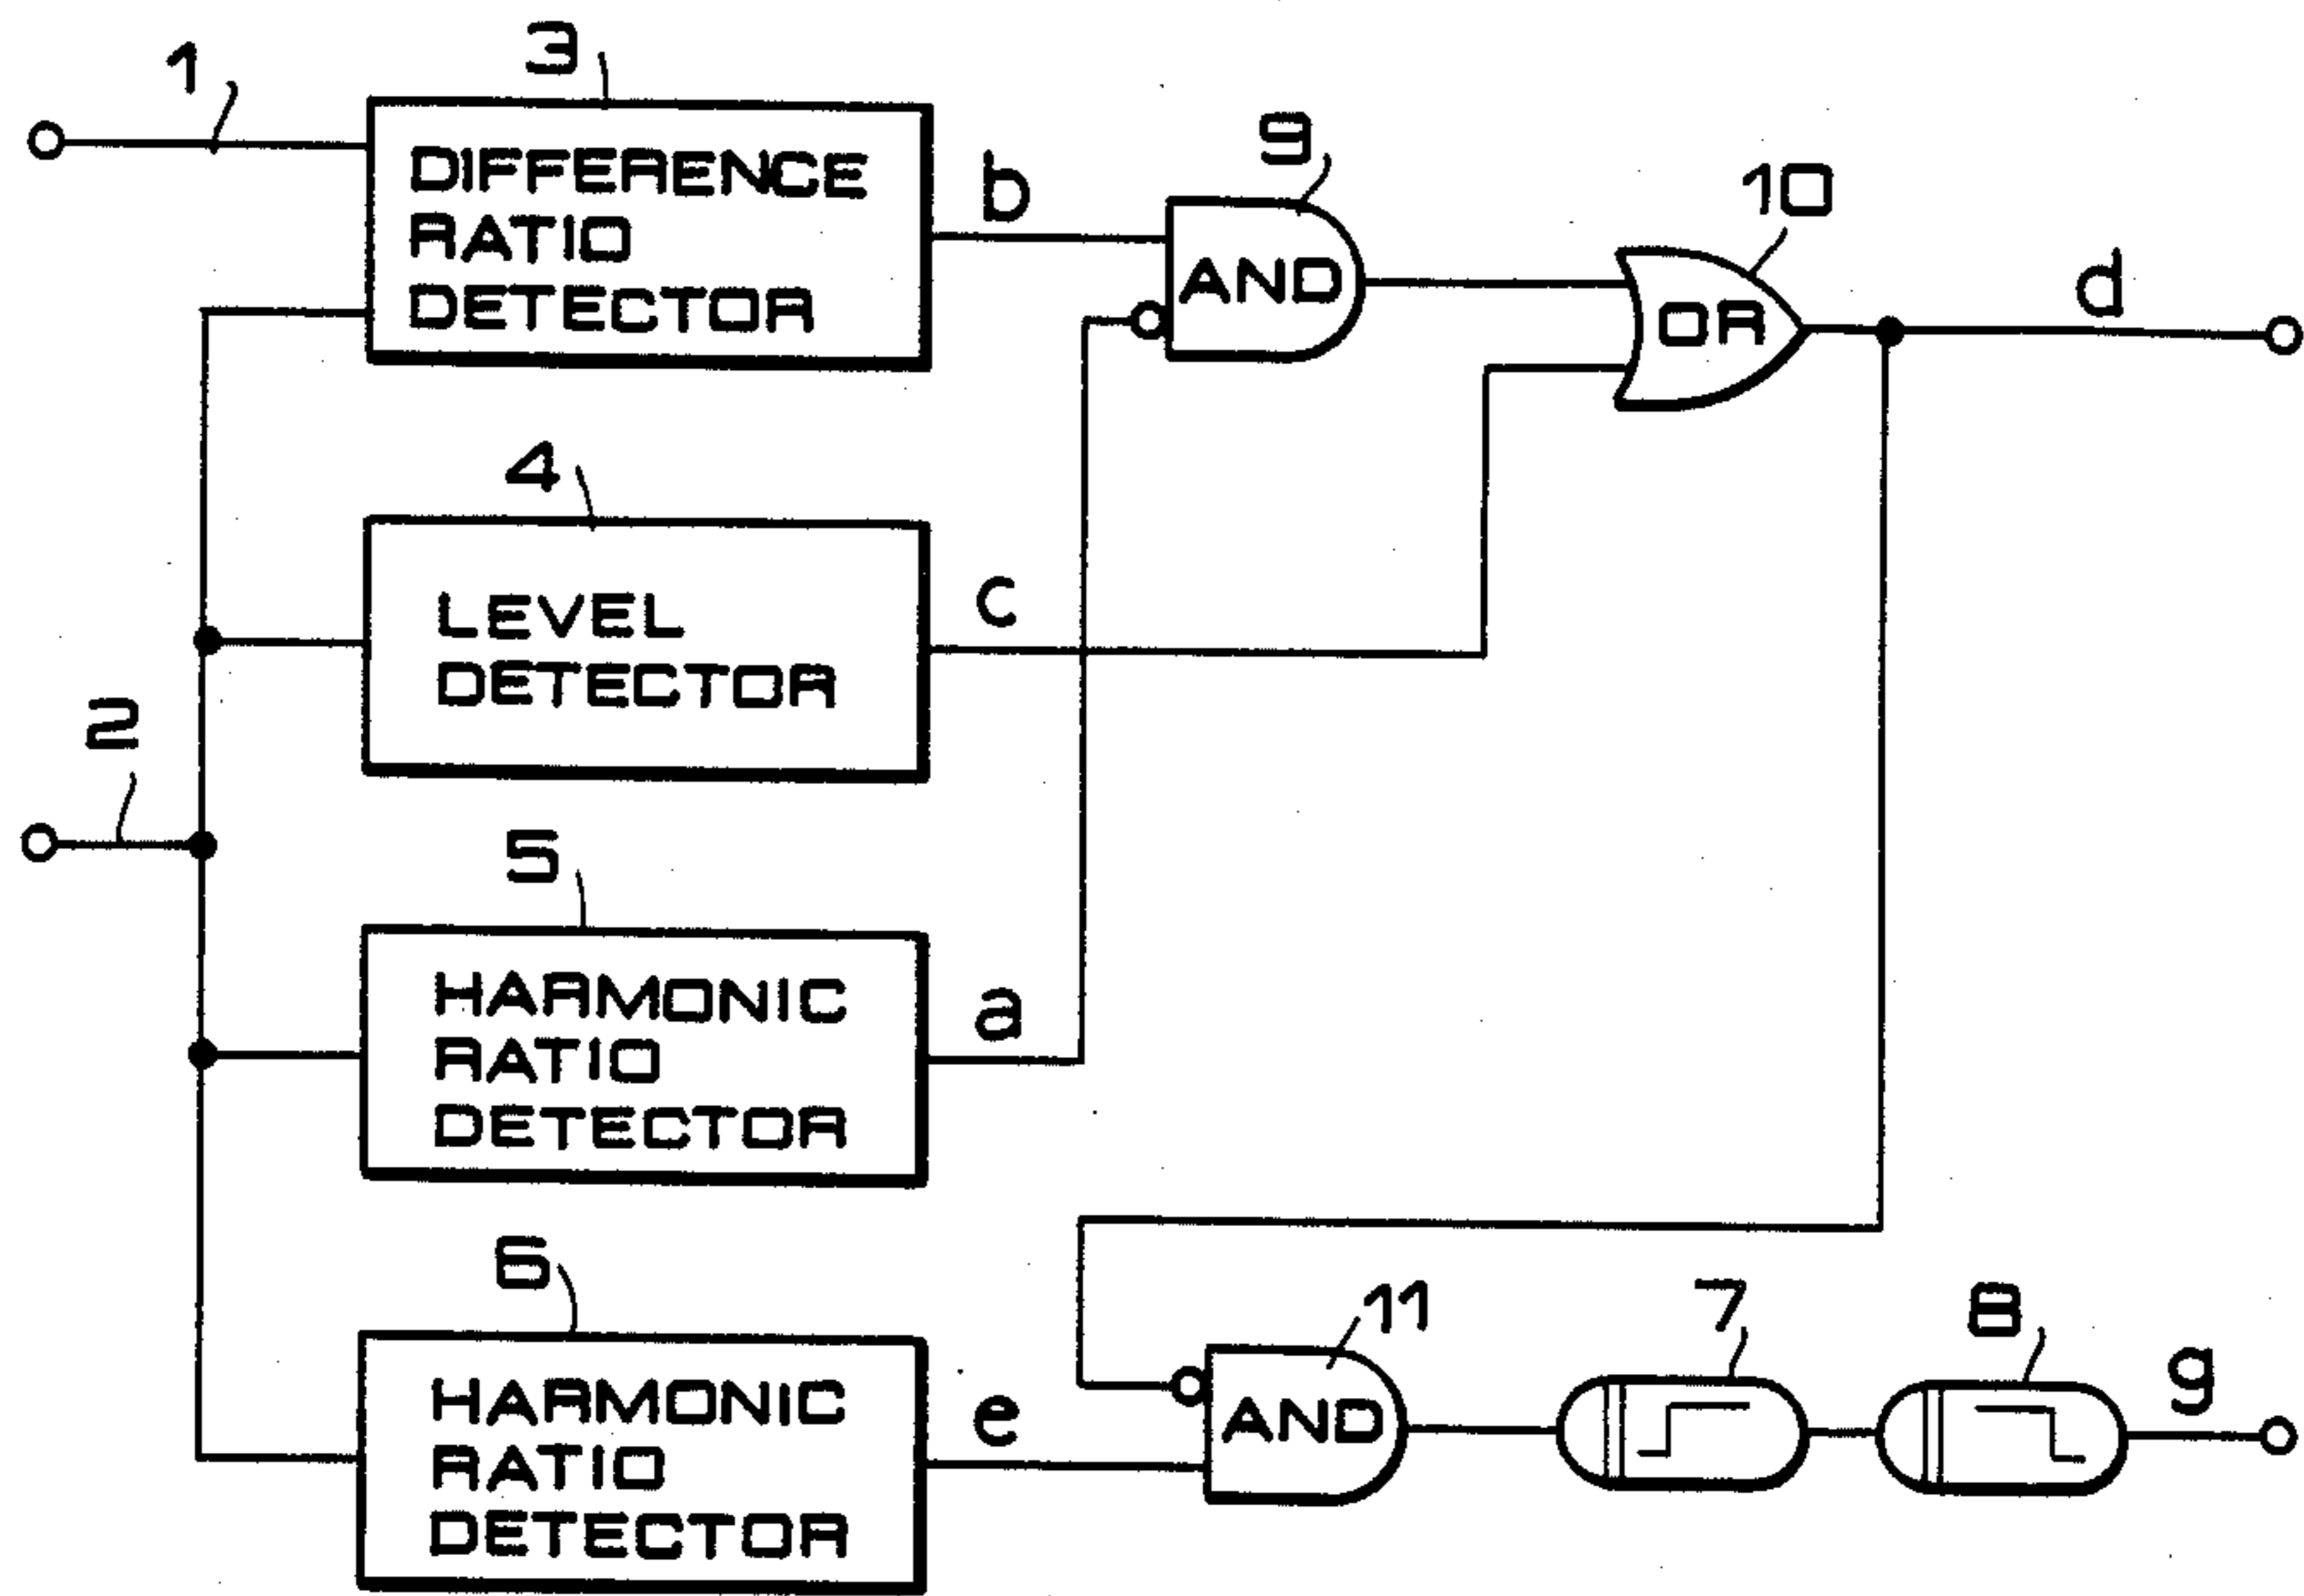 1
3
DIFFERENCE
RATIO
DETECTOR
b
9
AND
10
OR
d
4
LEVEL
DETECTOR
c
2
5
HARMONIC
RATIO
DETECTOR
a
6
HARMONIC
RATIO
DETECTOR
e
11
AND
7
8
g